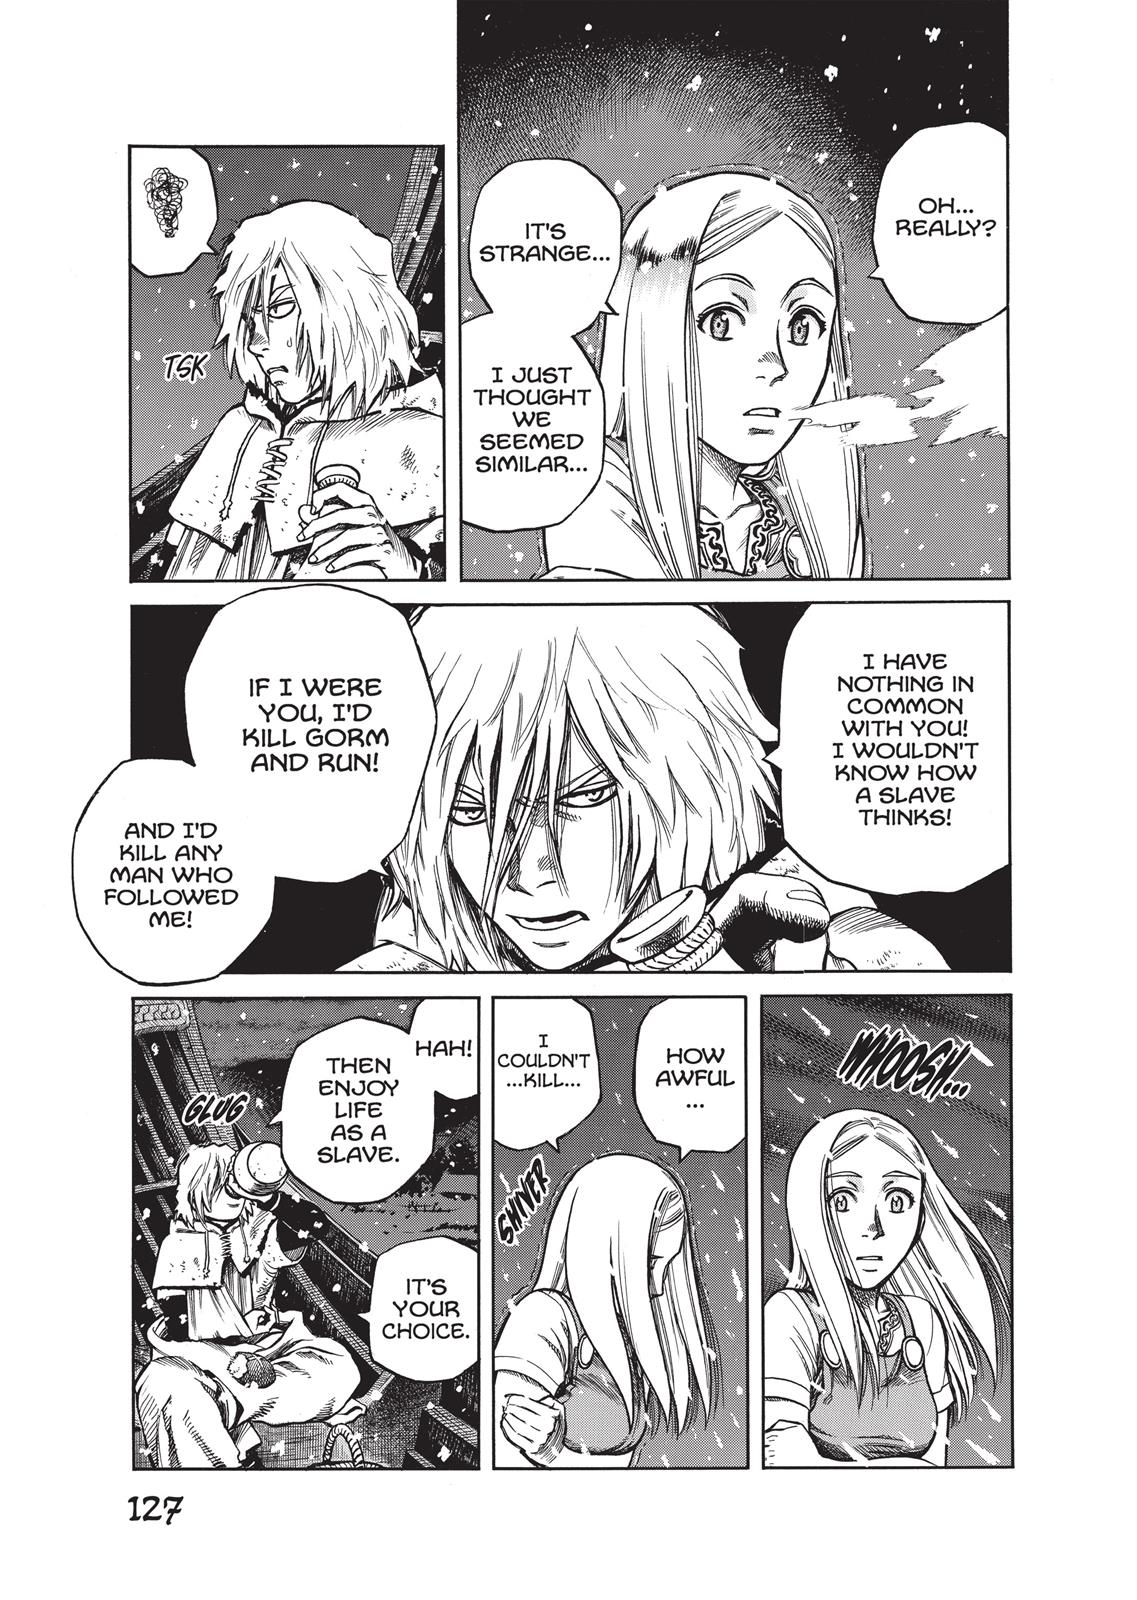 OH...
REALLY?
IT'S
STRANGE...
I JUST
THOUGHT
WE
SEEMED
SIMILAR...
TSK
I HAVE
NOTHING IN
COMMON
WITH YOU!
I WOULDN'T
KNOW HOW
A SLAVE
THINKS!
IF I WERE
YOU, I'D
KILL GORM
AND RUN!
AND I'D
KILL ANY
MAN WHO
FOLLOWED
ME!
WHOOSH...
HOW
AWFUL
...
I
COULDN'T
...KILL...
SHIVER
HAH!
THEN
ENJOY
LIFE
AS A
SLAVE.
GLUG
IT'S
YOUR
CHOICE.
127